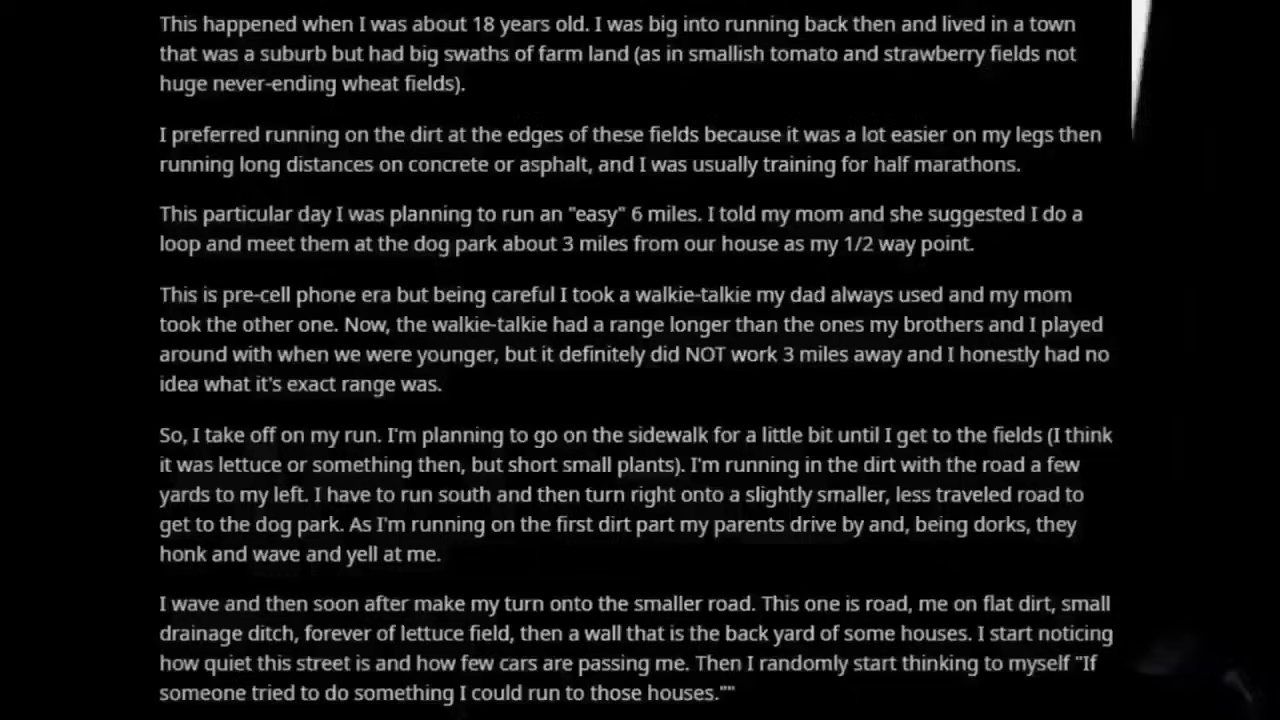 This happened when I was about 18 years old. I was big into running back then and lived in a town
that was a suburb but had big swaths of farm land (as in smallish tomato and strawberry fields not
huge never-ending wheat fields).
I preferred running on the dirt at the edges of these fields because it was a lot easier on my legs then
running long distances on concrete or asphalt, and I was usually training for half marathons.
This particular day I was planning to run an "easy" 6 miles. I told my mom and she suggested I do a
loop and meet them at the dog park about 3 miles from our house as my 1/2 way point.
This is pre-cell phone era but being careful I took a walkie-talkie my dad always used and my mom
took the other one. Now, the walkie-talkie had a range longer than the ones my brothers and I played
around with when we were younger, but it definitely did NOT work 3 miles away and I honestly had no
idea what it's exact range was.
So, I take off on my run. I'm planning to go on the sidewalk for a little bit until I get to the fields (I think
it was lettuce or something then, but short small plants). I'm running in the dirt with the road a few
yards to my left. I have to run south and then turn right onto a slightly smaller, less traveled road to
get to the dog park. As I'm running on the first dirt part my parents drive by and, being dorks, they
honk and wave and yell at me.
I wave and then soon after make my turn onto the smaller road. This one is road, me on flat dirt, small
drainage ditch, forever of lettuce field, then a wall that is the back yard of some houses. I start noticing
how quiet this street is and how few cars are passing me. Then I randomly start thinking to myself "If
someone tried to do something I could run to those houses.""